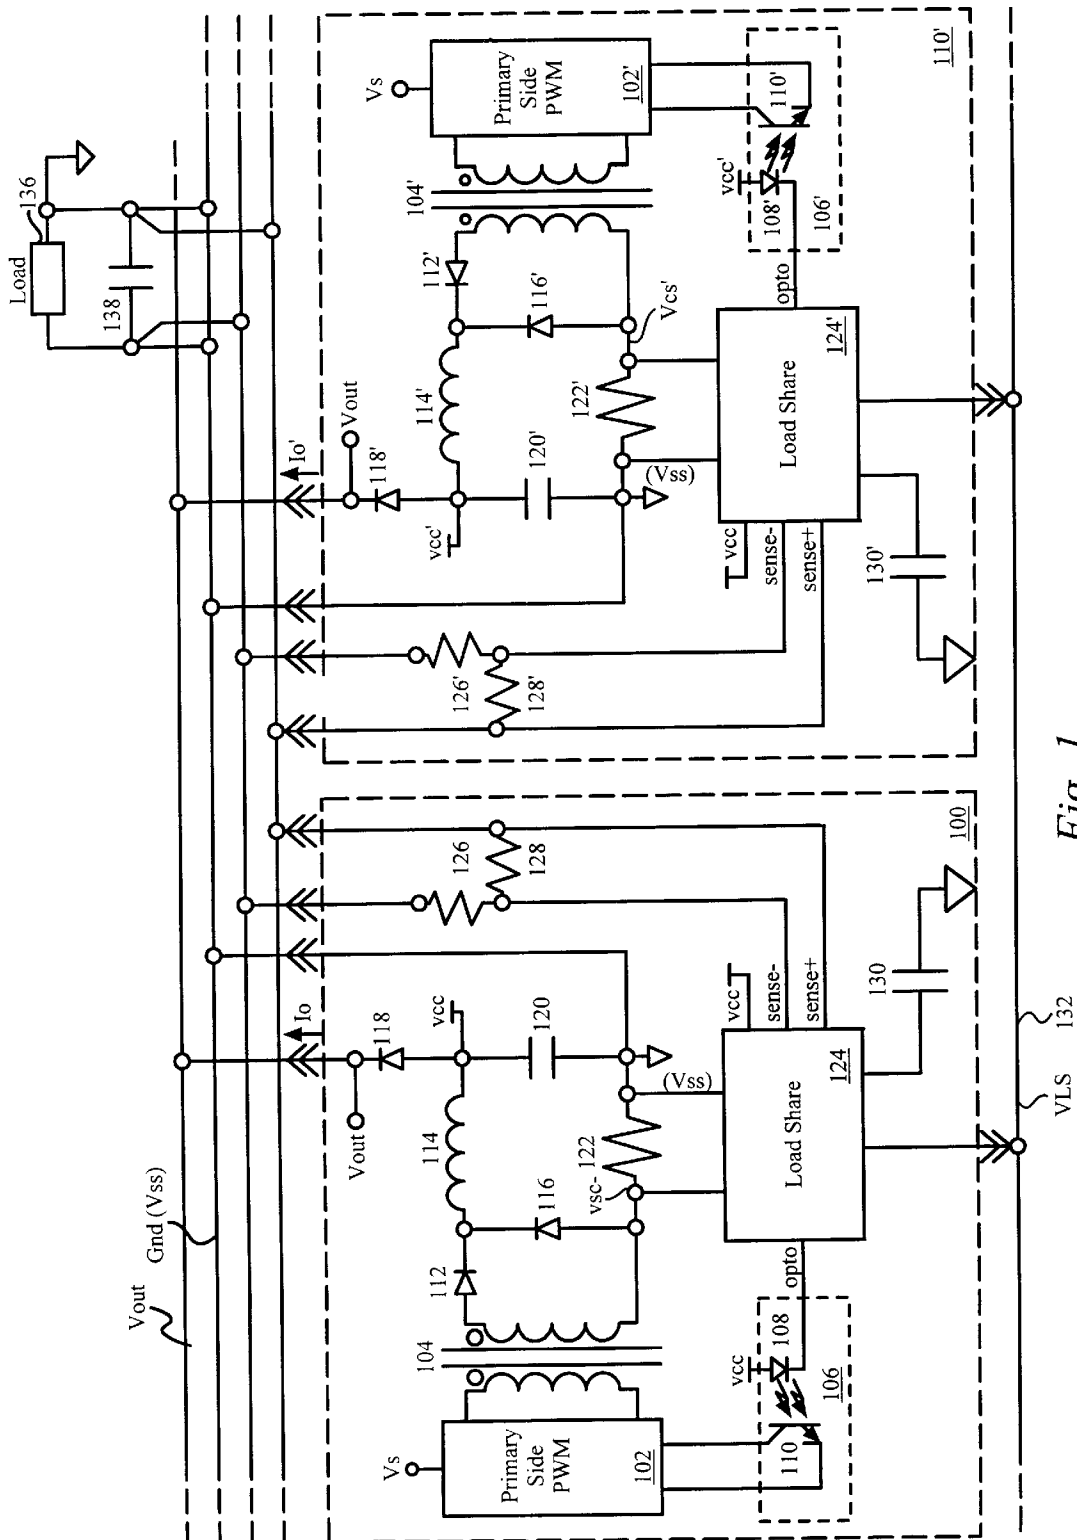 Load
136
138
Vout
Gnd (Vss)
Io
Vout
118
vcc
114
120
112
116
104
Vs
Primary
Side
PWM
102
vsc-
122
(Vss)
126
128
vcc
sense-
sense+
Load Share
124
opto
vcc
108
110
106
130
100
VLS
132
Io'
Vout
118'
vcc'
114'
120'
112'
116'
104'
Vs
Primary
Side
PWM
102'
Vcs'
122'
(Vss)
126'
128'
vcc
sense-
sense+
Load Share
124'
opto
vcc'
108'
110'
106'
130'
110'
Fig. 1